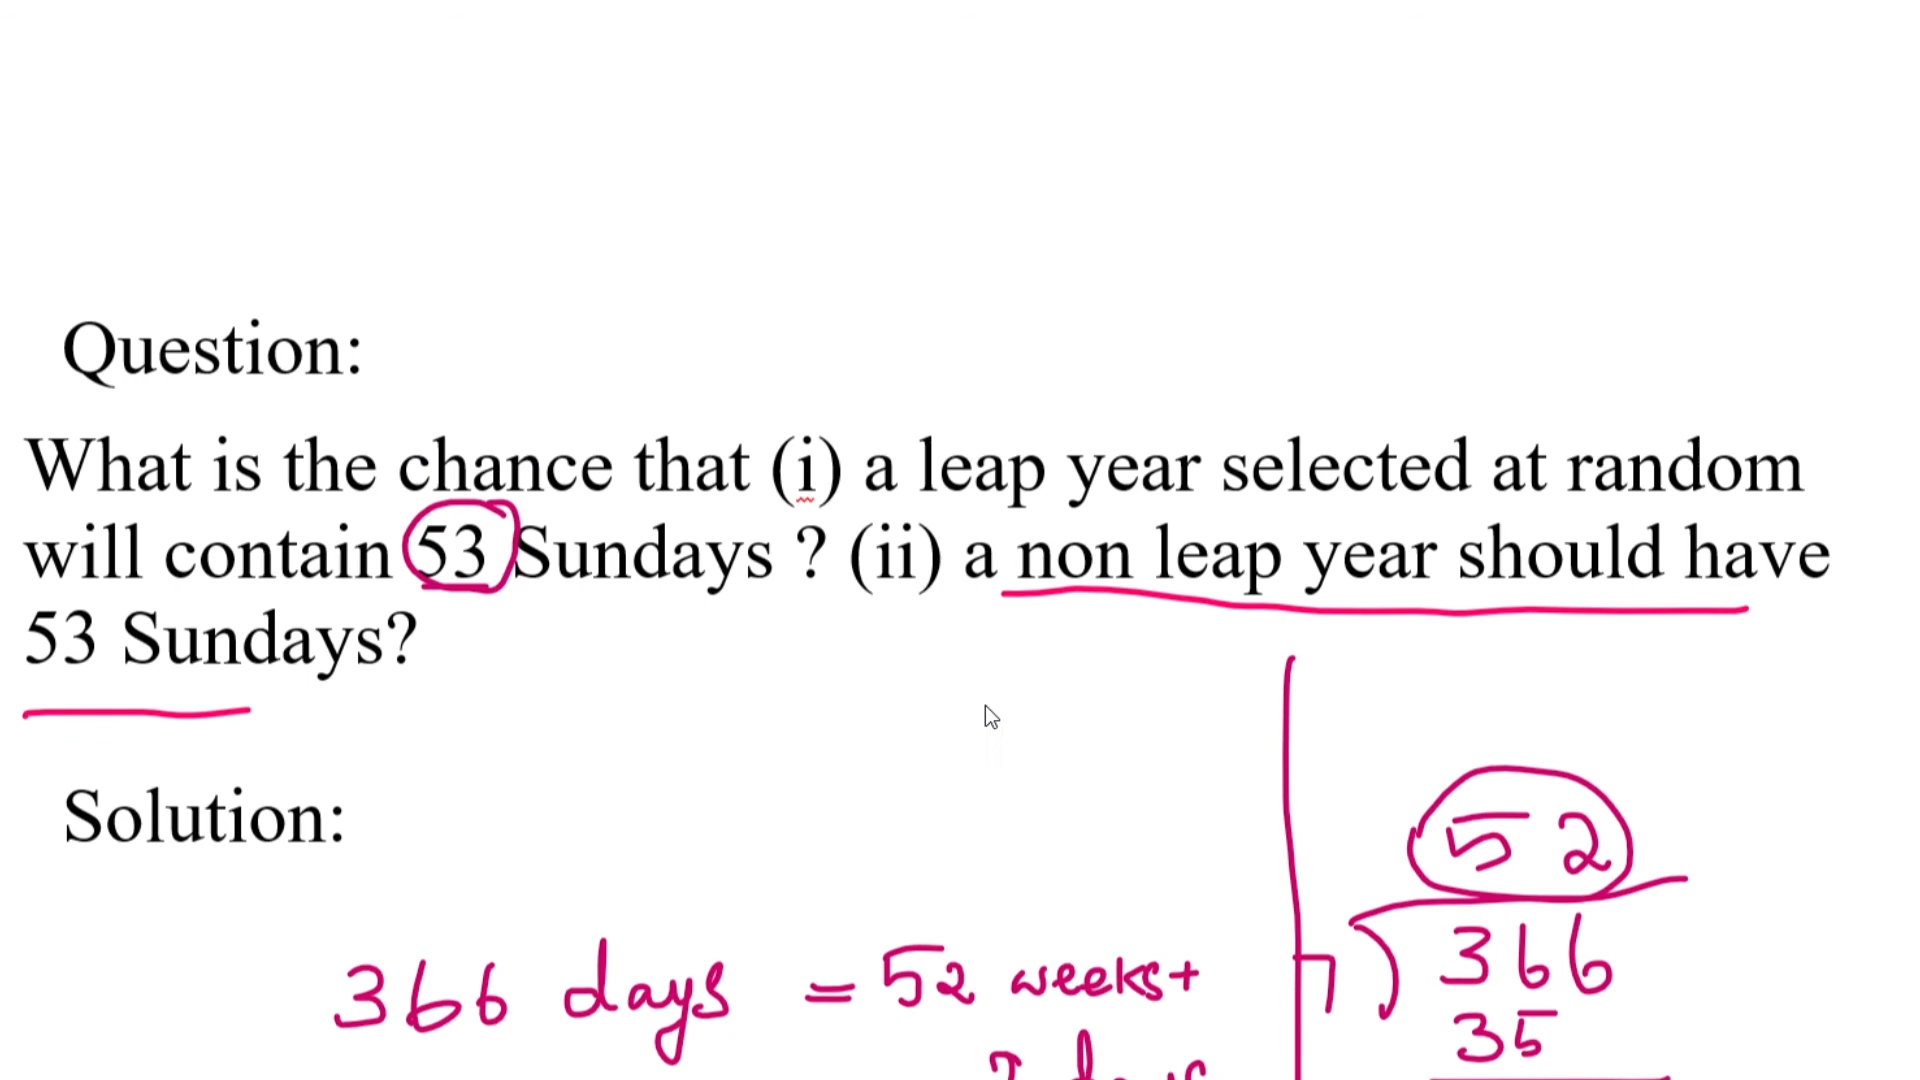 Question:
What is the chance that (i) a leap year selected at random
will contain 53 Sundays ? (ii) a non leap year should have
53 Sundays?
Solution:
52
7) 366
366 days = 52 weeks+
35